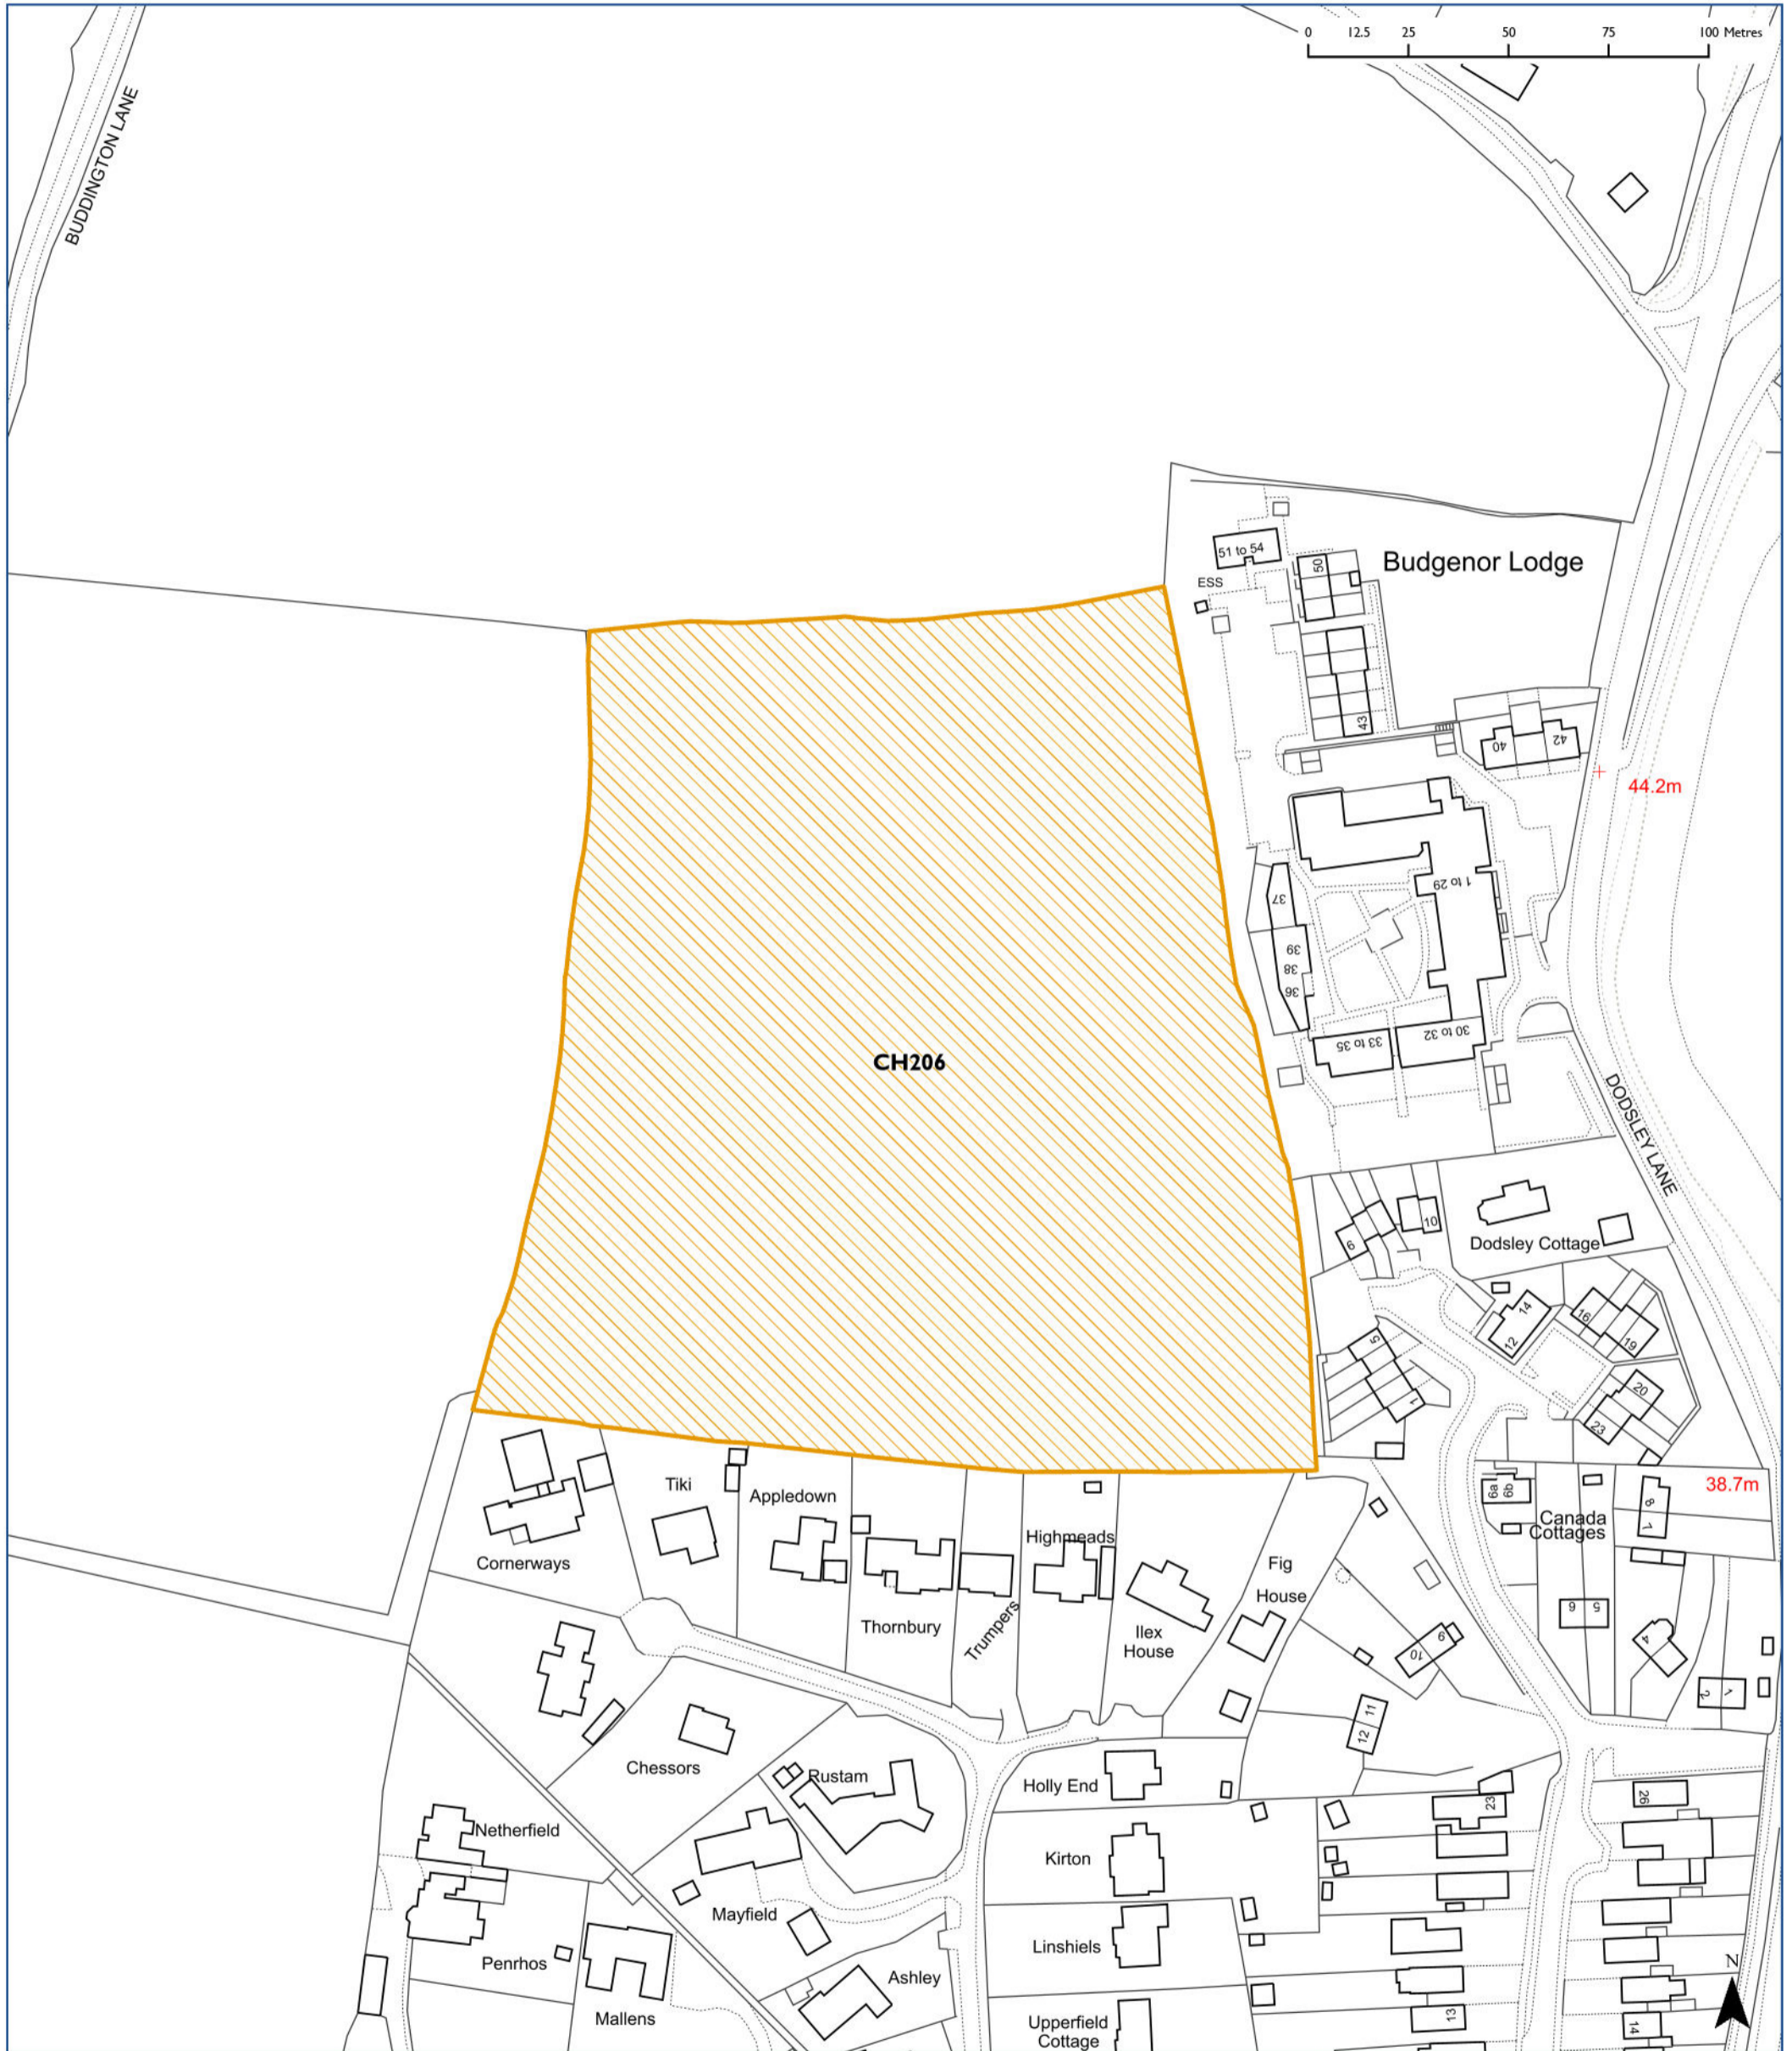 0 12.5 25 50 75 100 Metres
BUDDINGTON LANE
51 to 54
50
Budgenor Lodge
ESS
43
40
42
44.2m
1 to 29
37
39
38
36
33 to 35
30 to 32
CH206
DODSLEY LANE
10
6
Dodsley Cottage
14
12
16
19
5
1
20
23
38.7m
6a
6b
8
7
Canada
Cottages
Tiki
Appledown
Highmeads
Cornerways
Fig
House
Thornbury
Trumpers
Ilex
House
6
5
4
9
10
2
1
11
12
Chessors
Rustam
Holly End
23
26
Netherfield
Kirton
Mayfield
Linshiels
Penrhos
Ashley
N
Mallens
Upperfield
Cottage
13
14